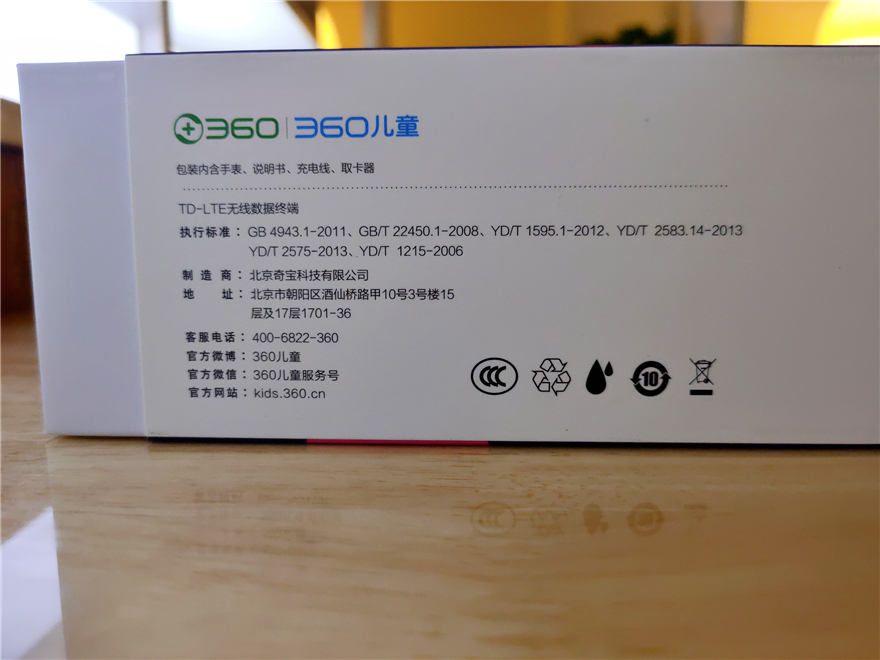 360 | 360儿童
包装内含手表、说明书、充电线、取卡器
TD-LTE无线数据终端
执行标准：GB 4943.1-2011、GB/T 22450.1-2008、YD/T 1595.1-2012、YD/T 2583.14-2013
YD/T 2575-2013、YD/T 1215-2006
制造商：北京奇宝科技有限公司
地址：北京市朝阳区酒仙桥路甲10号3号楼15
层及17层1701-36
客服电话：400-6822-360
官方微博：360儿童
官方微信：360儿童服务号
官方网站：kids.360.cn
CCC
10